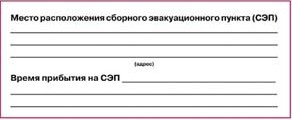 Место расположения сборного эвакуационного пункта (СЭП)
(адрес)
Время прибытия на СЭП